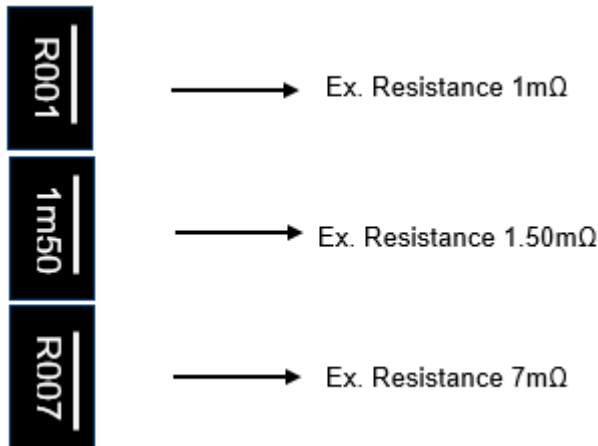 R001
Ex. Resistance 1mΩ
1m50
Ex. Resistance 1.50mΩ
R007
Ex. Resistance 7mΩ